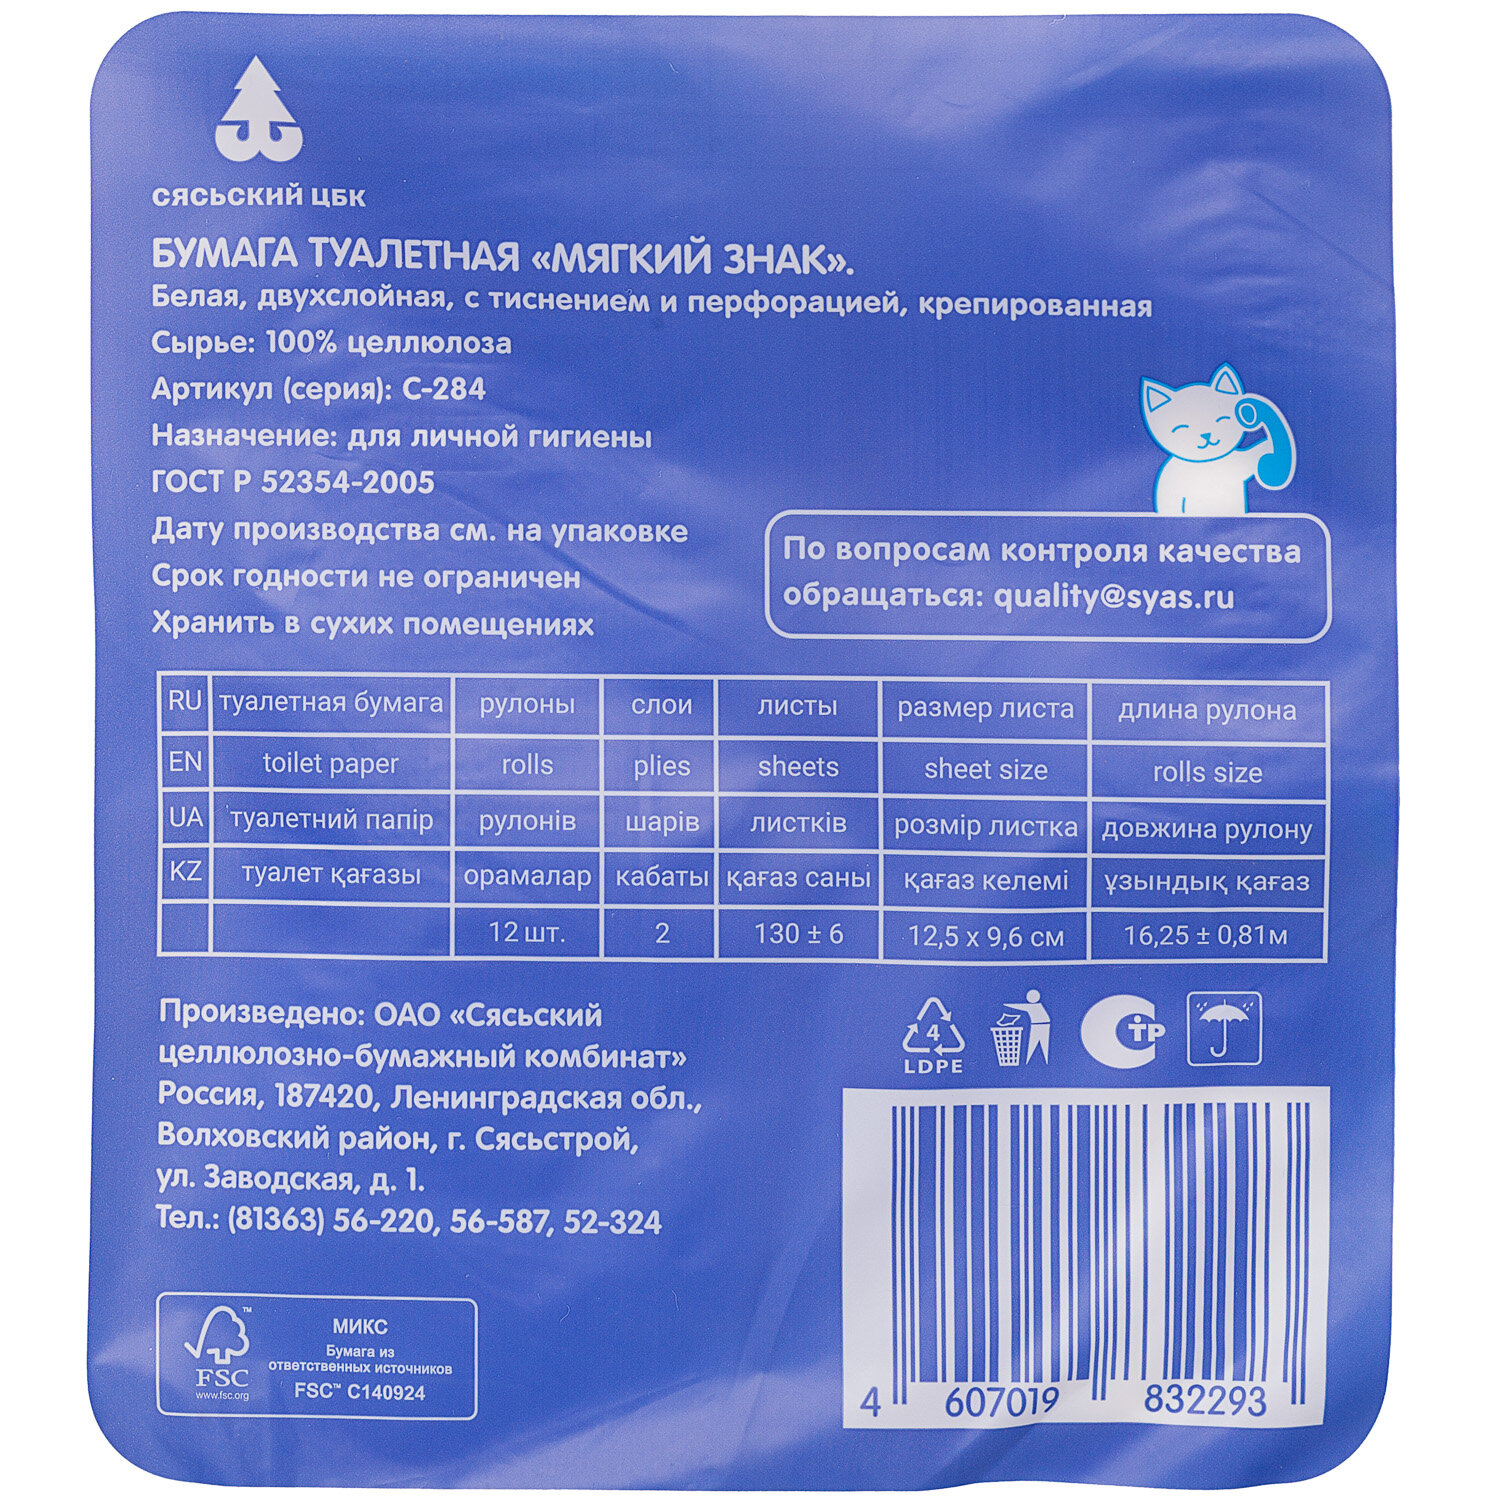 СЯСЬСКИЙ ЦБК
БУМАГА ТУАЛЕТНАЯ «МЯГКИЙ ЗНАК».
Белая, двухслойная, с тиснением и перфорацией, крепированная
Сырье: 100% целлюлоза
Артикул (серия): С-284
Назначение: для личной гигиены
ГОСТ Р 52354-2005
Дату производства см. на упаковке
Срок годности не ограничен
Хранить в сухих помещениях
По вопросам контроля качества
обращаться: quality@syas.ru
RU туалетная бумага рулоны слои листы размер листа длина рулона
EN toilet paper rolls plies sheets sheet size rolls size
UA туалетний папір рулонів шарів листків розмір листка довжина рулону
KZ туалет қағазы орамалар кабаты қағаз саны қағаз келемі ұзындық қағаз
12 шт. 2 130 ± 6 12,5 x 9,6 см 16,25 ± 0,81м
Произведено: ОАО «Сясьский
целлюлозно-бумажный комбинат»
Россия, 187420, Ленинградская обл.,
Волховский район, г. Сясьстрой,
ул. Заводская, д. 1.
Тел.: (81363) 56-220, 56-587, 52-324
4
LDPE
СТР
FSC™
www.fsc.org
МИКС
Бумага из
ответственных источников
FSC™ C140924
4 607019 832293